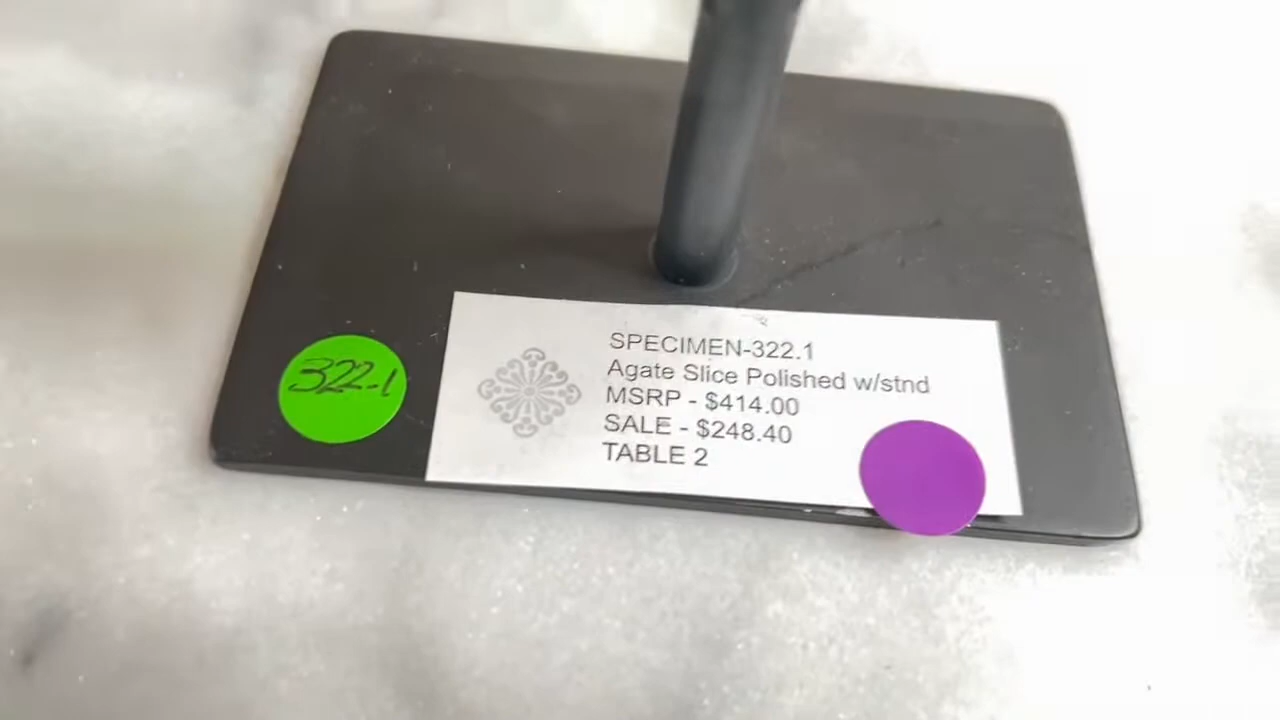 322-1
SPECIMEN-322.1
Agate Slice Polished w/stnd
MSRP - $414.00
SALE - $248.40
TABLE 2